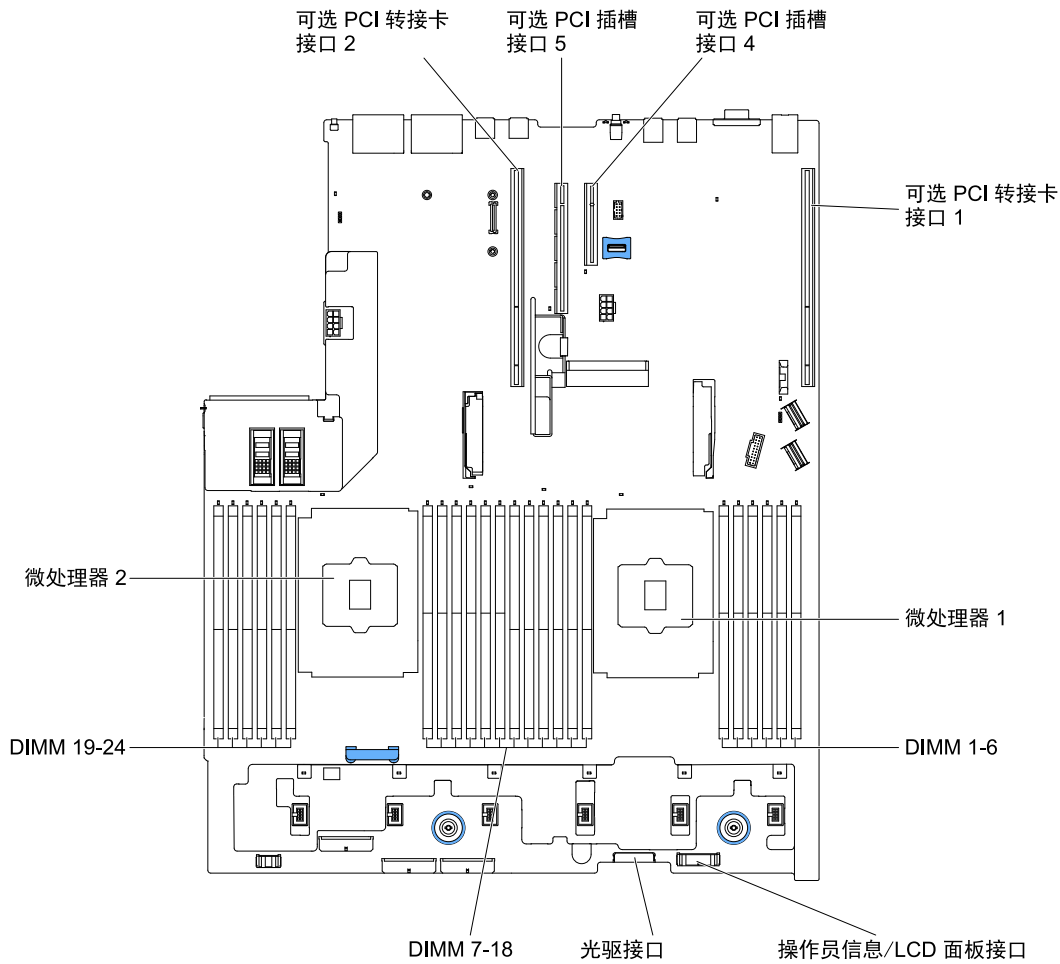 可选 PCI 转接卡
接口 2
可选 PCI 插槽
接口 5
可选 PCI 插槽
接口 4
可选 PCI 转接卡
接口 1
微处理器 2
微处理器 1
DIMM 19-24
DIMM 1-6
DIMM 7-18
光驱接口
操作员信息/LCD 面板接口